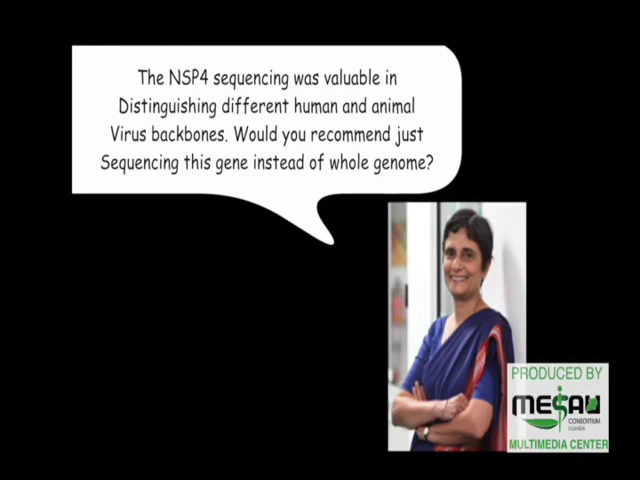 The NSP4 sequencing was valuable in
Distinguishing different human and animal
Virus backbones. Would you recommend just
Sequencing this gene instead of whole genome?
PRODUCED BY
MESAU
CONSORTIUM
UGANDA
MULTIMEDIA CENTER